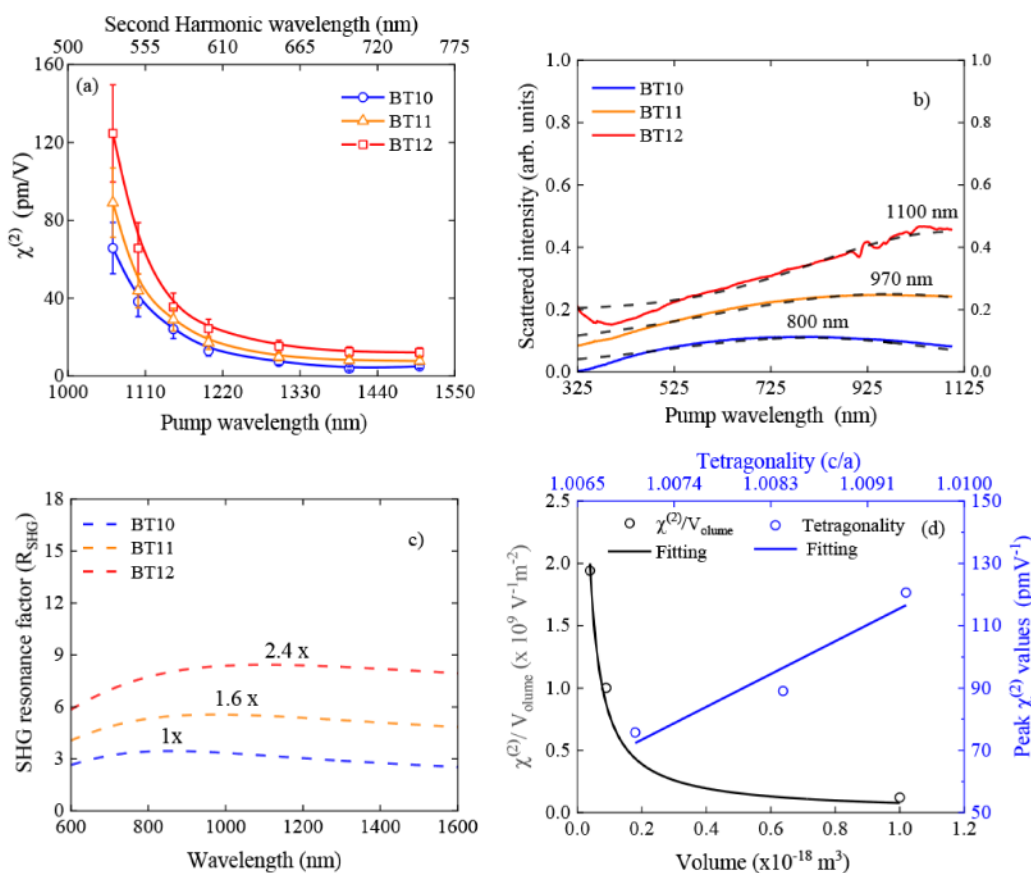 Second Harmonic wavelength (nm)
500 555 610 665 720 775
160
120
80
40
0
χ(2) (pm/V)
(a)
BT10
BT11
BT12
1000 1110 1220 1330 1440 1550
Pump wavelength (nm)
1.0
0.8
0.6
0.4
0.2
0.0
Scattered intensity (arb. units)
BT10
BT11
BT12
b)
1100 nm
970 nm
800 nm
1.0
0.8
0.6
0.4
0.2
0.0
325 525 725 925 1125
Pump wavelength (nm)
18
15
12
9
6
3
0
SHG resonance factor (RSHG)
BT10
BT11
BT12
c)
2.4 x
1.6 x
1x
600 800 1000 1200 1400 1600
Wavelength (nm)
Tetragonality (c/a)
1.0065 1.0074 1.0083 1.0091 1.0100
2.5
2.0
1.5
1.0
0.5
0.0
χ(2)/ Volume (x 109 V-1m-2)
χ(2)/Volume Tetragonality (d)
Fitting Fitting
150
130
110
90
70
50
Peak χ(2) values (pmV-1)
0.0 0.2 0.4 0.6 0.8 1.0 1.2
Volume (x10-18 m3)